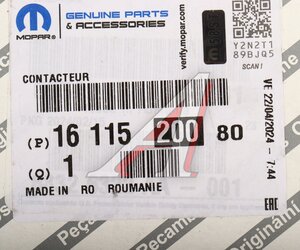 mopar
GENUINE PARTS
& ACCESSORIES
verify.mopar.com
Y2N2T1
89BJQ5
SCAN I
CONTACTEUR
VE 22/04/2024 - 7:44
(P) 16 115 200 80
(Q) 1
MADE IN RO ROUMANIE
EAC